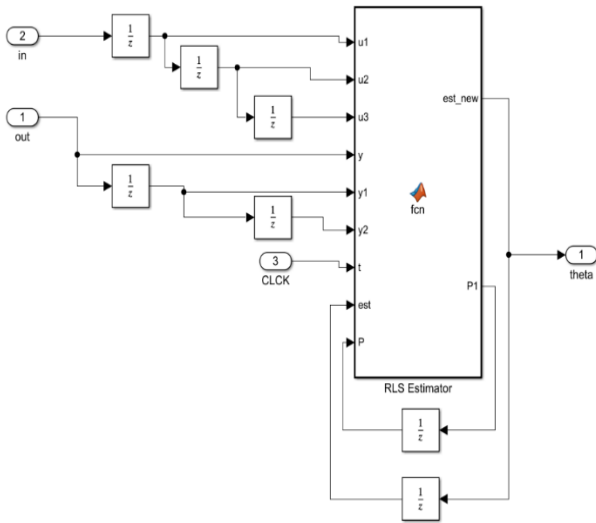 2
in
1
z
1
z
1
z
1
out
1
z
1
z
3
CLCK
u1
u2
u3
y
y1
y2
t
est
P
fcn
est_new
P1
RLS Estimator
1
theta
1
z
1
z